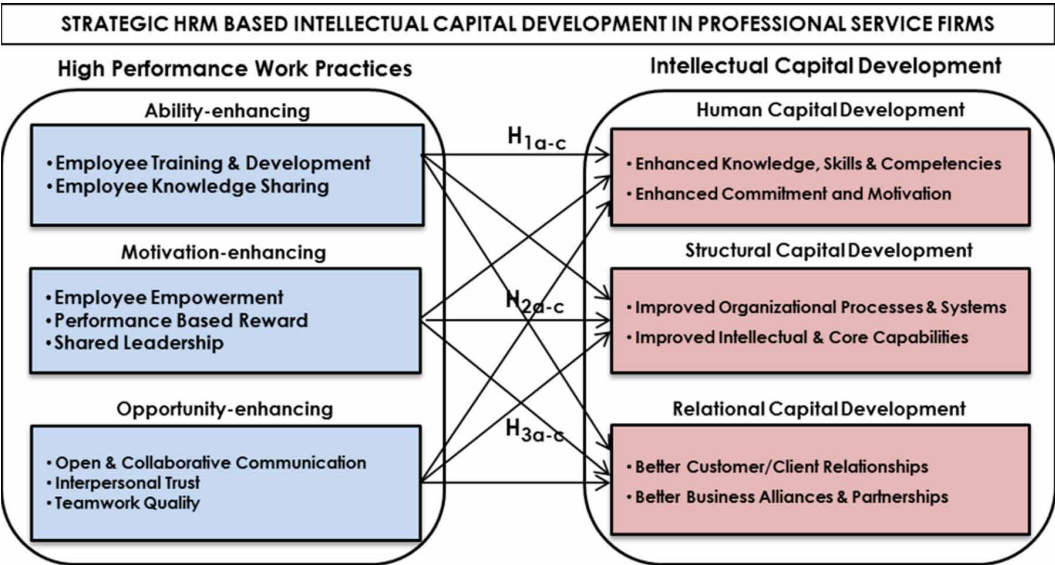 STRATEGIC HRM BASED INTELLECTUAL CAPITAL DEVELOPMENT IN PROFESSIONAL SERVICE FIRMS
High Performance Work Practices
Ability-enhancing
• Employee Training & Development
• Employee Knowledge Sharing
Motivation-enhancing
• Employee Empowerment
• Performance Based Reward
• Shared Leadership
Opportunity-enhancing
• Open & Collaborative Communication
• Interpersonal Trust
• Teamwork Quality
H1a-c
H2a-c
H3a-c
Intellectual Capital Development
Human Capital Development
• Enhanced Knowledge, Skills & Competencies
• Enhanced Commitment and Motivation
Structural Capital Development
• Improved Organizational Processes & Systems
• Improved Intellectual & Core Capabilities
Relational Capital Development
• Better Customer/Client Relationships
• Better Business Alliances & Partnerships